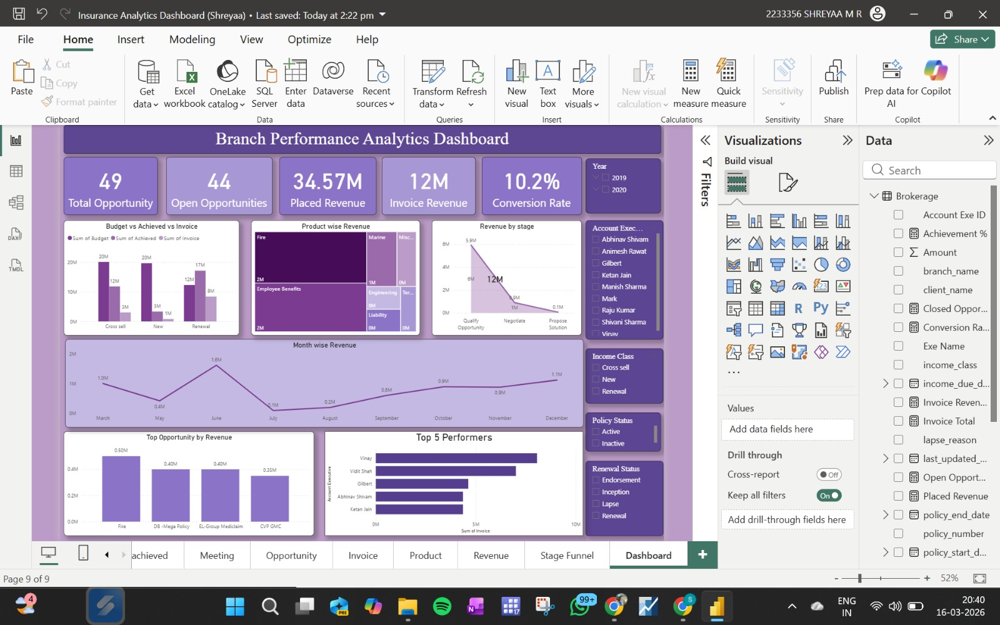 Insurance Analytics Dashboard (Shreyaa) • Last saved: Today at 2:22 pm
2233356 SHREYAA M R
File
Home
Insert
Modeling
View
Optimize
Help
Share
Paste
Cut
Copy
Format painter
Clipboard
Get data
Excel workbook
OneLake catalog
SQL Server
Enter data
Dataverse
Recent sources
Data
Transform data
Refresh
Queries
New visual
Text box
More visuals
Insert
New visual calculation
New measure
Quick measure
Calculations
Sensitivity
Sensitivity
Publish
Share
Prep data for AI
Copilot
Copilot
Branch Performance Analytics Dashboard
49
Total Opportunity
44
Open Opportunities
34.57M
Placed Revenue
12M
Invoice Revenue
10.2%
Conversion Rate
Year
2019
2020
Budget vs Achieved vs Invoice
Sum of Budget Sum of Achieved Sum of Invoice
20M
10M
0M
20M
12M
3M
20M
3M
1M
12M
17M
8M
Cross sell
New
Renewal
Product wise Revenue
Fire
2M
Employee Benefits
2M
Marine
1M
Misc...
0M
Engineering
0M
Ter...
0M
Liability
0M
Revenue by stage
6M
4M
2M
0M
5.9M
6M
12M
0.9M
1M
0.1M
Qualify Opportunity
Negotiate
Propose Solution
Account Exec...
Abhinav Shivam
Animesh Rawat
Gilbert
Ketan Jain
Manish Sharma
Mark
Raju Kumar
Shivani Sharma
Vinay
Month wise Revenue
2M
1M
0M
1.0M
0.4M
1.6M
0.1M
0.2M
0.6M
0.9M
0.9M
1.1M
March
May
June
July
August
September
October
November
December
Income Class
Cross sell
New
Renewal
Policy Status
Active
Inactive
Renewal Status
Endorsement
Inception
Lapse
Renewal
Top Opportunity by Revenue
0.4M
0.2M
0.0M
0.50M
0.40M
0.40M
0.35M
Fire
DB -Mega Policy
EL-Group Mediclaim
CVP GMC
Top 5 Performers
Account Executive
Vinay
Vidit Shah
Gilbert
Abhinav Shivam
Ketan Jain
0M
5M
10M
Sum of Invoice
Filters
Visualizations
Build visual
Values
Add data fields here
Drill through
Cross-report
Off
Keep all filters
On
Add drill-through fields here
Data
Search
Brokerage
Account Exe ID
Achievement %
Amount
branch_name
client_name
Closed Oppor...
Conversion Ra...
Exe Name
income_class
income_due_d...
Invoice Reven...
Invoice Total
lapse_reason
last_updated_...
Open Opport...
Placed Revenue
policy_end_date
policy_number
policy_start_d...
DAX
TMDL
achieved
Meeting
Opportunity
Invoice
Product
Revenue
Stage Funnel
Dashboard
Page 9 of 9
52%
4
PRE
17
99+
S
ENG
IN
20:40
16-03-2026